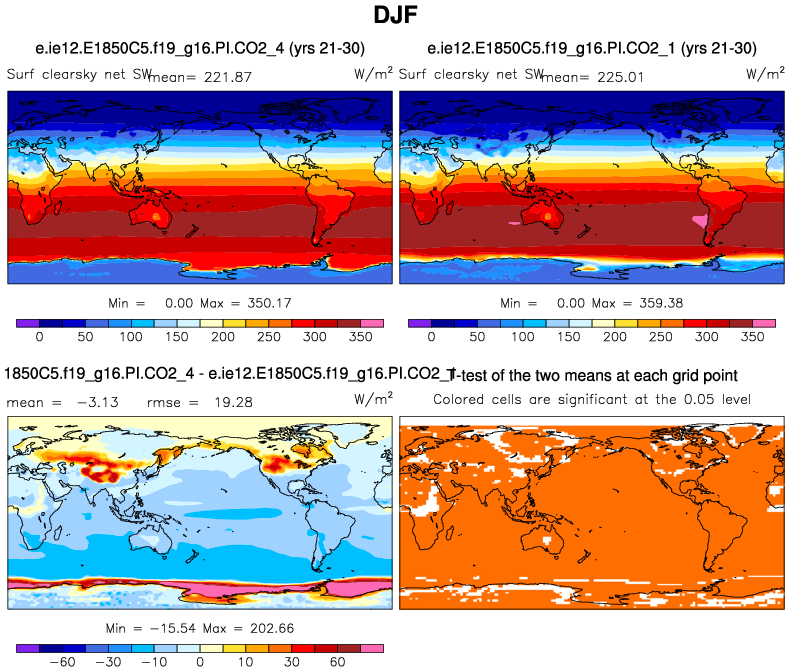 DJF
e.ie12.E1850C5.f19_g16.PI.CO2_4 (yrs 21-30)
e.ie12.E1850C5.f19_g16.PI.CO2_1 (yrs 21-30)
Surf clearsky net SW mean= 221.87 W/m²
Surf clearsky net SW mean= 225.01 W/m²
Min = 0.00 Max = 350.17
Min = 0.00 Max = 359.38
0 50 100 150 200 250 300 350
0 50 100 150 200 250 300 350
1850C5.f19_g16.PI.CO2_4 - e.ie12.E1850C5.f19_g16.PI.CO2_1
T-test of the two means at each grid point
mean = -3.13 rmse = 19.28 W/m²
Colored cells are significant at the 0.05 level
Min = -15.54 Max = 202.66
-60 -30 -10 0 10 30 60